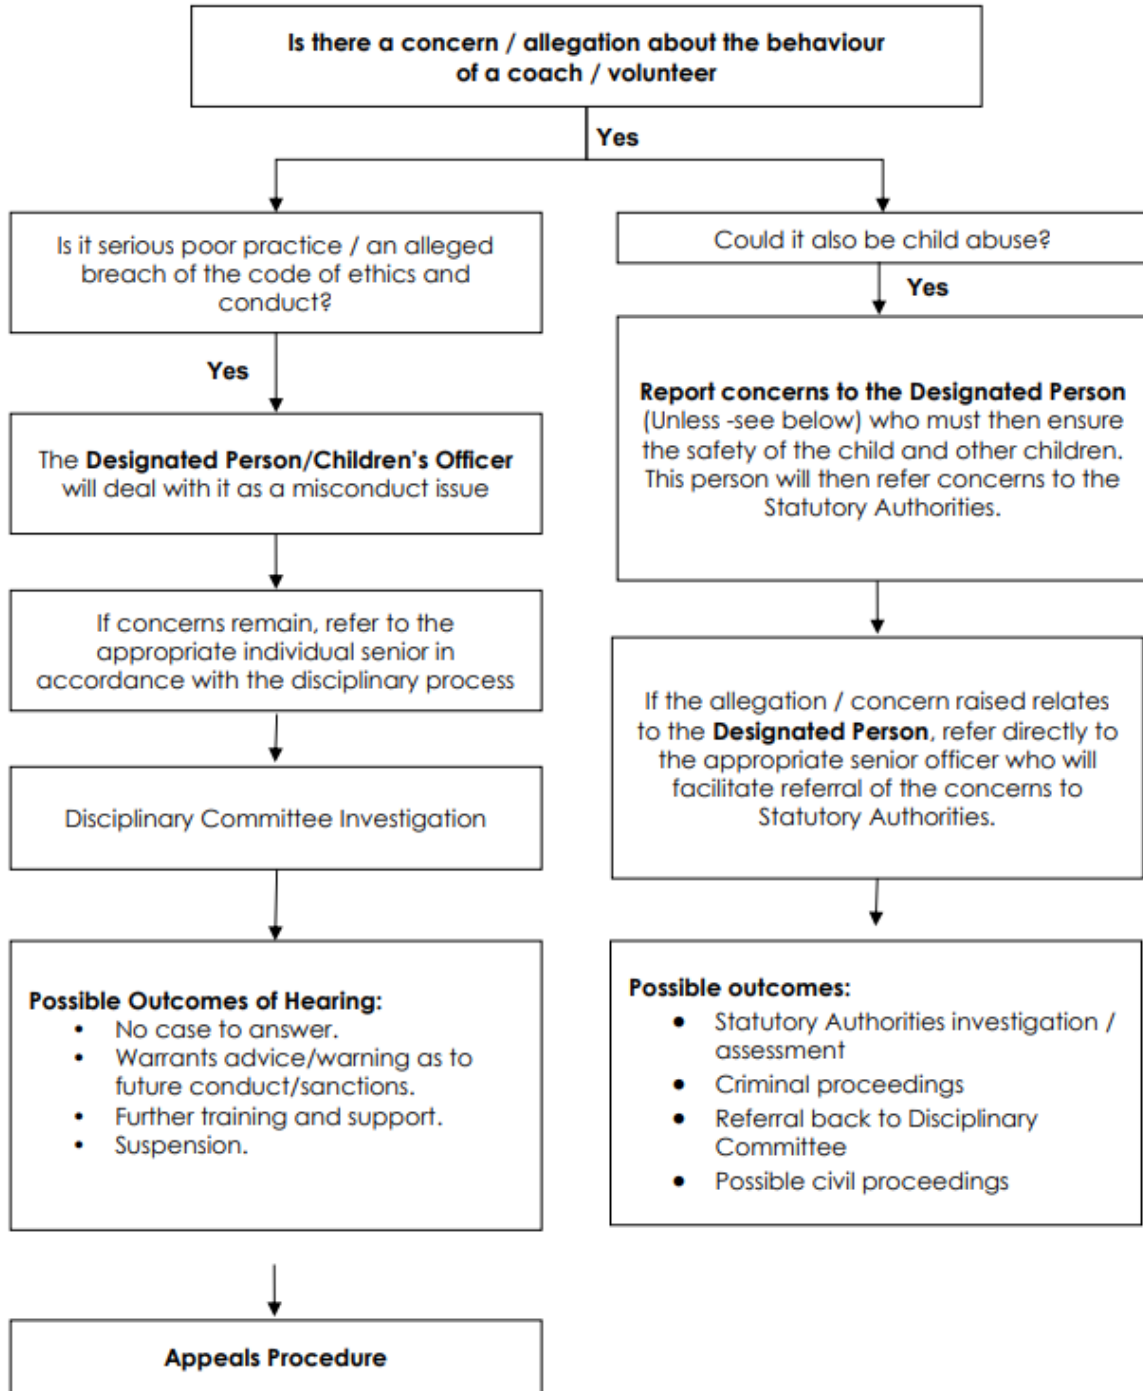 Is there a concern / allegation about the behaviour
of a coach / volunteer
Yes
Is it serious poor practice / an alleged
breach of the code of ethics and
conduct?
Yes
The Designated Person/Children's Officer
will deal with it as a misconduct issue
If concerns remain, refer to the
appropriate individual senior in
accordance with the disciplinary process
Disciplinary Committee Investigation
Possible Outcomes of Hearing:
• No case to answer.
• Warrants advice/warning as to
future conduct/sanctions.
• Further training and support.
• Suspension.
Appeals Procedure
Could it also be child abuse?
Yes
Report concerns to the Designated Person
(Unless -see below) who must then ensure
the safety of the child and other children.
This person will then refer concerns to the
Statutory Authorities.
If the allegation / concern raised relates
to the Designated Person, refer directly to
the appropriate senior officer who will
facilitate referral of the concerns to
Statutory Authorities.
Possible outcomes:
• Statutory Authorities investigation /
assessment
• Criminal proceedings
• Referral back to Disciplinary
Committee
• Possible civil proceedings